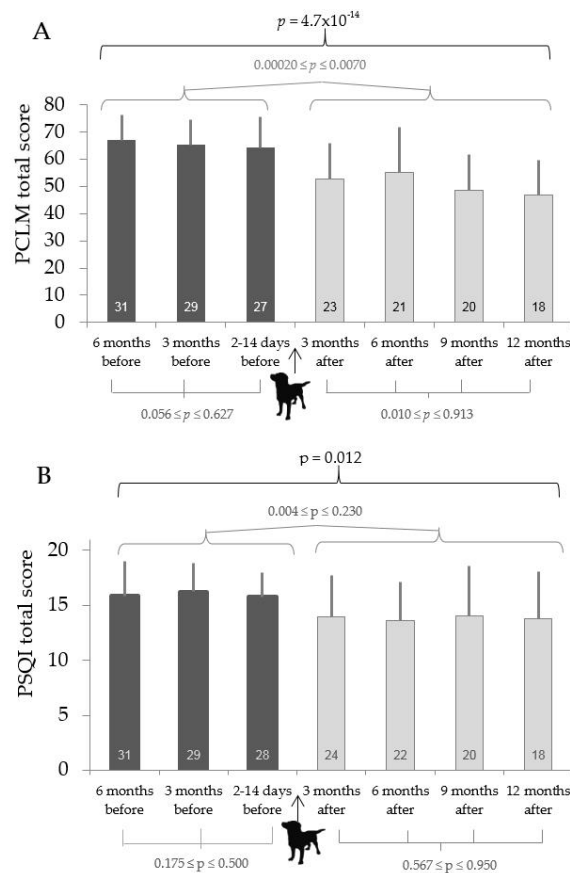 A
p = 4.7x10-14
0.00020 ≤ p ≤ 0.0070
PCLM total score
80
70
60
50
40
30
20
10
0
31 29 27 23 21 20 18
6 months before
3 months before
2-14 days before
3 months after
6 months after
9 months after
12 months after
0.056 ≤ p ≤ 0.627
0.010 ≤ p ≤ 0.913
B
p = 0.012
0.004 ≤ p ≤ 0.230
PSQI total score
20
15
10
5
0
31 29 28 24 22 20 18
6 months before
3 months before
2-14 days before
3 months after
6 months after
9 months after
12 months after
0.175 ≤ p ≤ 0.500
0.567 ≤ p ≤ 0.950